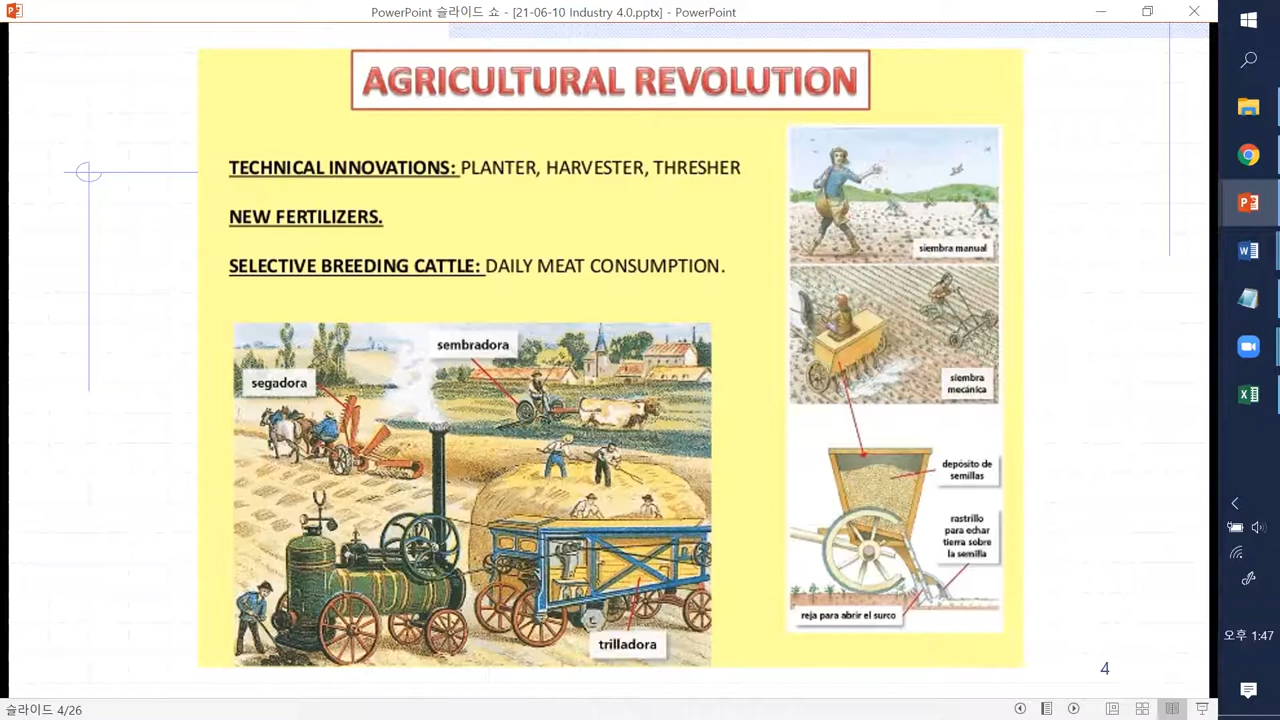 PowerPoint 슬라이드 쇼 - [21-06-10 Industry 4.0.pptx] - PowerPoint
AGRICULTURAL REVOLUTION
TECHNICAL INNOVATIONS: PLANTER, HARVESTER, THRESHER
NEW FERTILIZERS.
SELECTIVE BREEDING CATTLE: DAILY MEAT CONSUMPTION.
sembradora
segadora
trilladora
siembra manual
siembra
mecánica
depósito de
semillas
rastrillo
para echar
tierra sobre
la semilla
reja para abrir el surco
4
오후 1:47
슬라이드 4/26